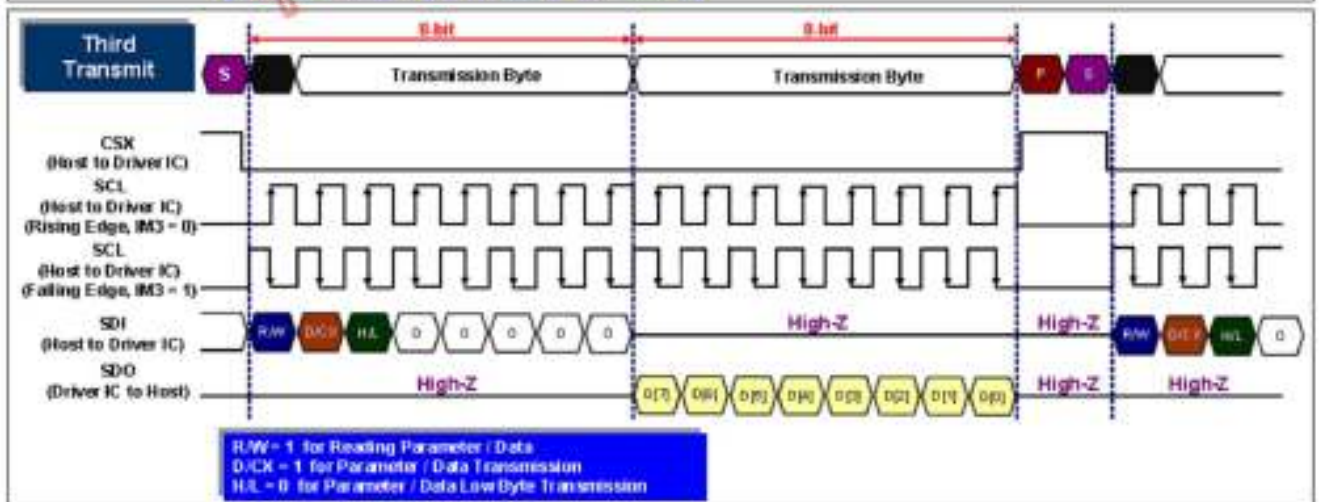 Third
Transmit
8-bit 8-bit
S Transmission Byte Transmission Byte P S
CSX
(Host to Driver IC)
SCL
(Host to Driver IC)
(Rising Edge, IM3 = 0)
SCL
(Host to Driver IC)
(Falling Edge, IM3 = 1)
SDI
(Host to Driver IC)
R/W D/CX H/L 0 0 0 0 0 High-Z High-Z R/W D/CX H/L 0
SDO
(Driver IC to Host)
High-Z D[7] D[6] D[5] D[4] D[3] D[2] D[1] D[0] High-Z High-Z
R/W = 1 for Reading Parameter / Data
D/CX = 1 for Parameter / Data Transmission
H/L = 0 for Parameter / Data Low Byte Transmission